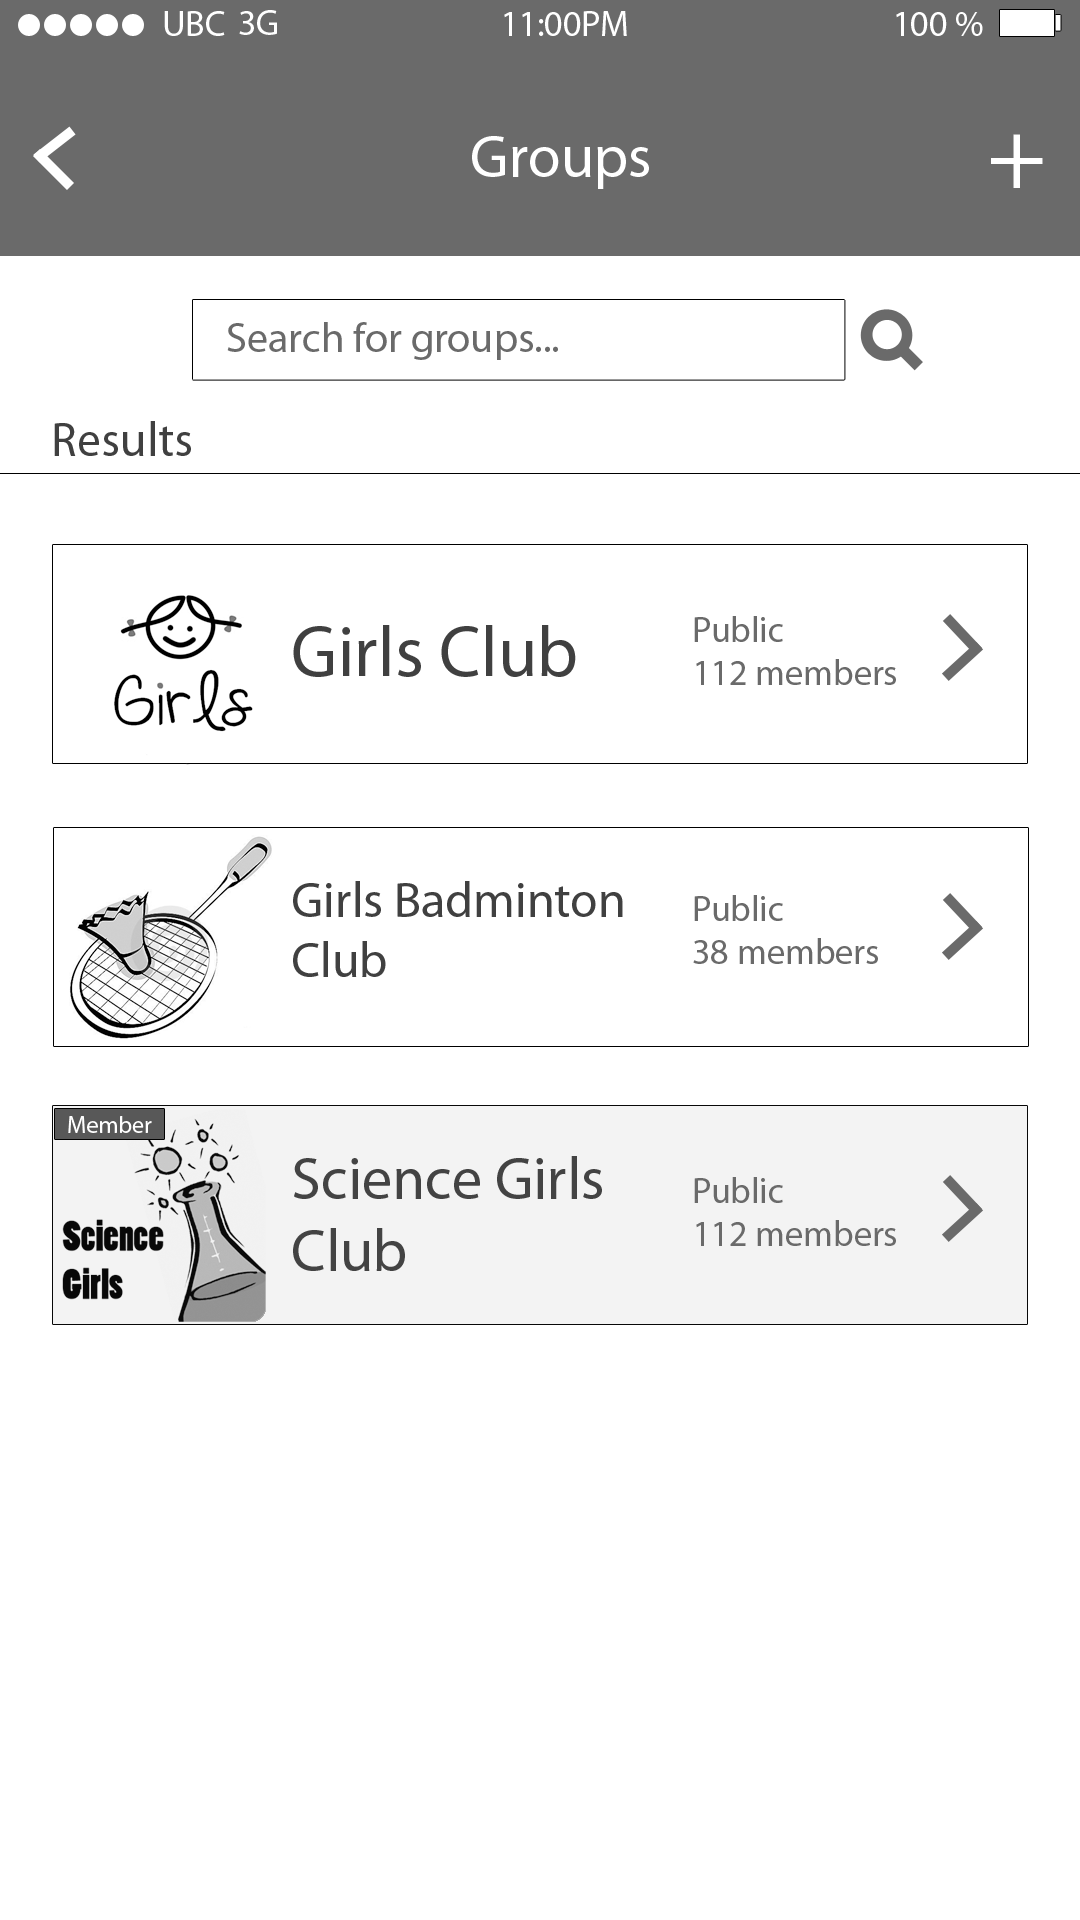 UBC 3G 11:00PM 100 %
Groups
Search for groups...
Results
Girls
Girls Club
Public
112 members
Girls Badminton
Club
Public
38 members
Member
Science
Girls
Science Girls
Club
Public
112 members